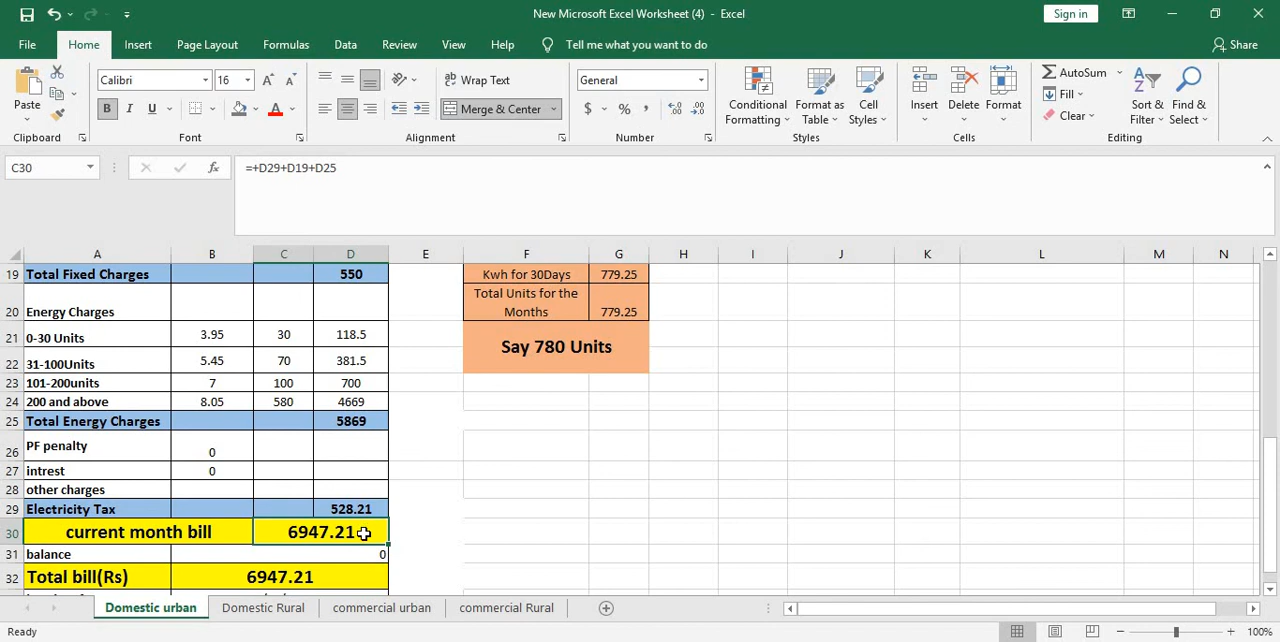 New Microsoft Excel Worksheet (4) - Excel
Sign in
File Home Insert Page Layout Formulas Data Review View Help Tell me what you want to do Share
Paste
Calibri 16 A A
B I U A
Wrap Text
Merge & Center
General
$ % ,
Conditional Formatting
Format as Table
Cell Styles
Insert
Delete
Format
AutoSum
Fill
Clear
Sort & Filter
Find & Select
Clipboard Font Alignment Number Styles Cells Editing
C30 fx =+D29+D19+D25
A B C D E F G H I J K L M N
19 Total Fixed Charges 550 Kwh for 30Days 779.25
20 Energy Charges Total Units for the Months 779.25
21 0-30 Units 3.95 30 118.5 Say 780 Units
22 31-100Units 5.45 70 381.5
23 101-200units 7 100 700
24 200 and above 8.05 580 4669
25 Total Energy Charges 5869
26 PF penalty 0
27 intrest 0
28 other charges
29 Electricity Tax 528.21
30 current month bill 6947.21
31 balance 0
32 Total bill(Rs) 6947.21
Domestic urban Domestic Rural commercial urban commercial Rural
Ready 100%